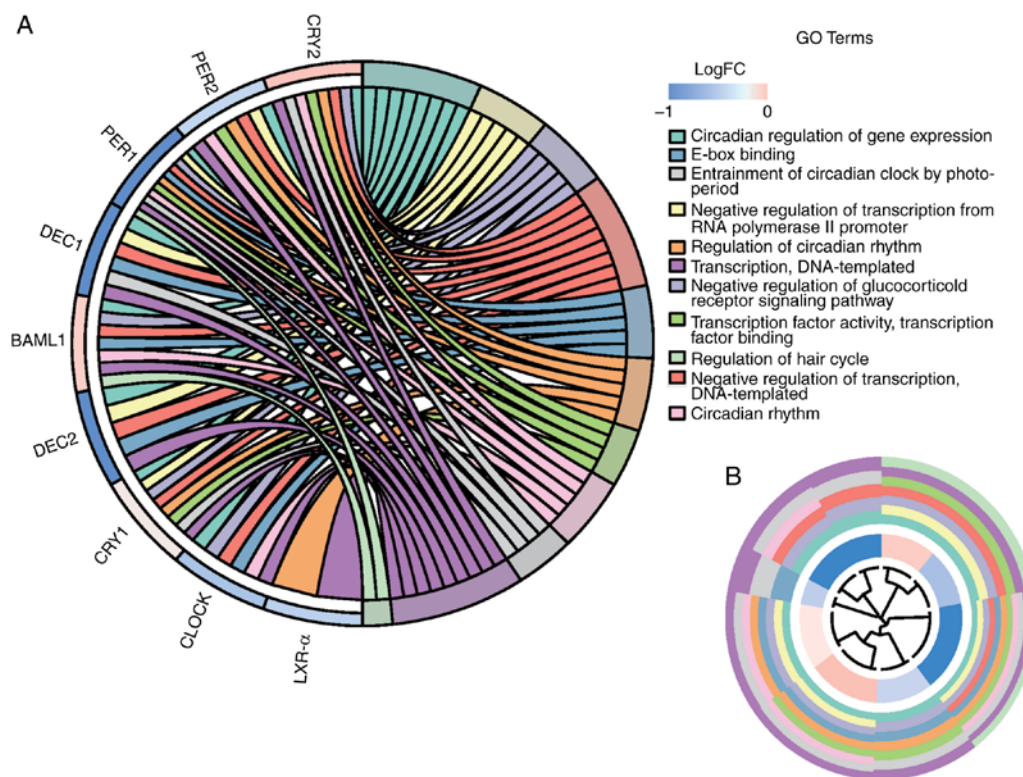 A
CRY2
PER2
PER1
DEC1
BAML1
DEC2
CRY1
CLOCK
LXR-α
GO Terms
LogFC
−1
0
Circadian regulation of gene expression
E-box binding
Entrainment of circadian clock by photo-
period
Negative regulation of transcription from
RNA polymerase II promoter
Regulation of circadian rhythm
Transcription, DNA-templated
Negative regulation of glucocorticold
receptor signaling pathway
Transcription factor activity, transcription
factor binding
Regulation of hair cycle
Negative regulation of transcription,
DNA-templated
Circadian rhythm
B